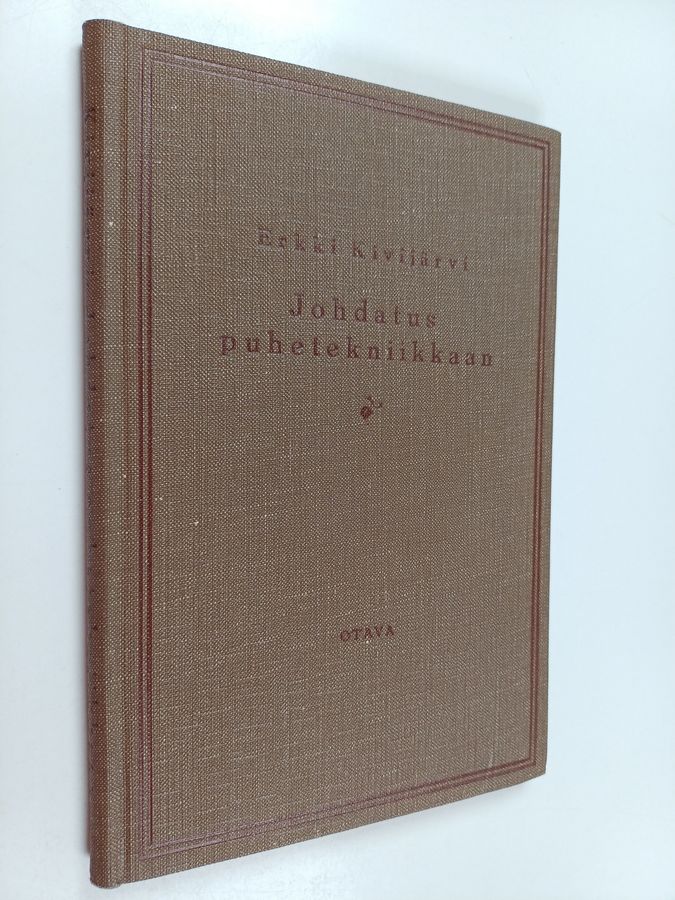 Erkki Kivijärvi
Johdatus
puhetekniikkaan
OTAVA